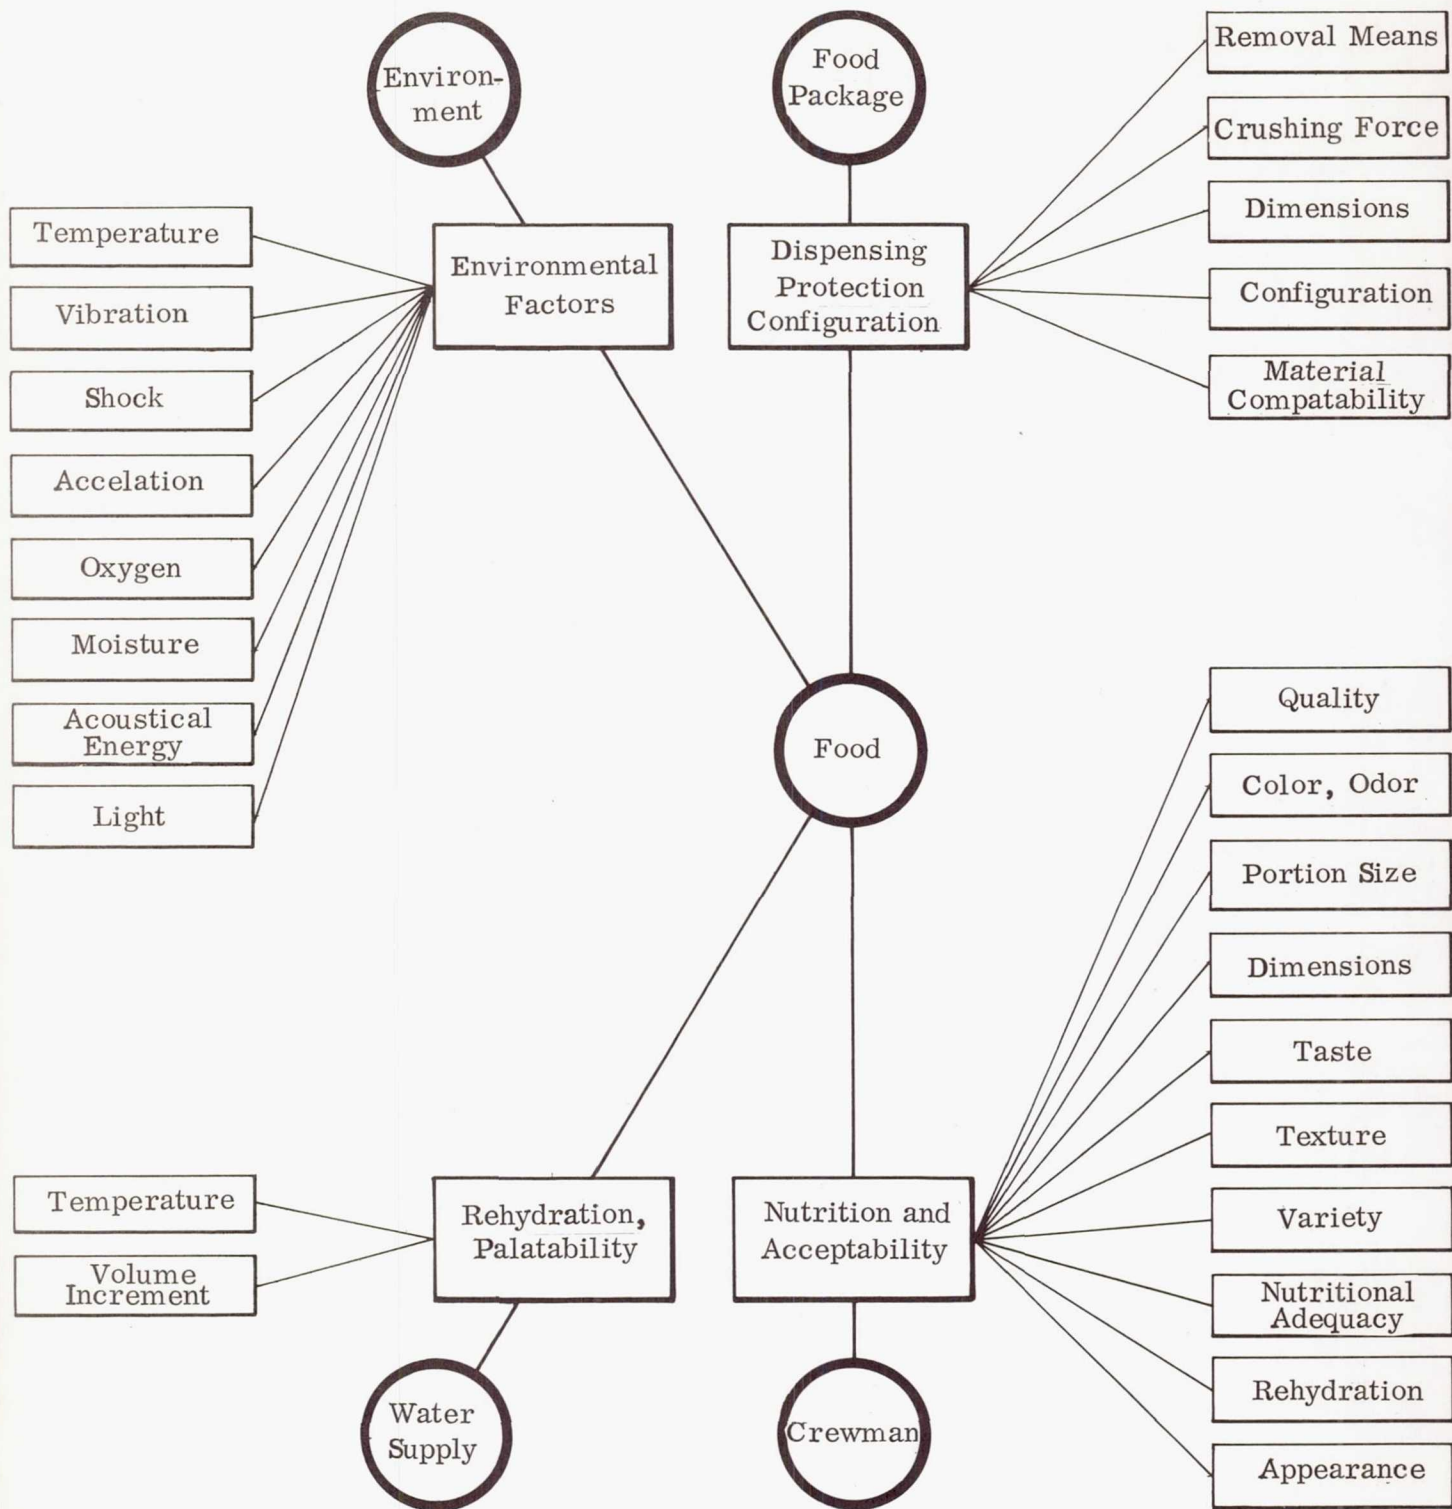 Environ-
ment
Food
Package
Removal Means
Crushing Force
Dimensions
Configuration
Material
Compatability
Temperature
Vibration
Shock
Accelation
Oxygen
Moisture
Acoustical
Energy
Light
Environmental
Factors
Dispensing
Protection
Configuration
Food
Quality
Color, Odor
Portion Size
Dimensions
Taste
Texture
Variety
Nutritional
Adequacy
Rehydration
Appearance
Temperature
Volume
Increment
Rehydration,
Palatability
Nutrition and
Acceptability
Water
Supply
Crewman